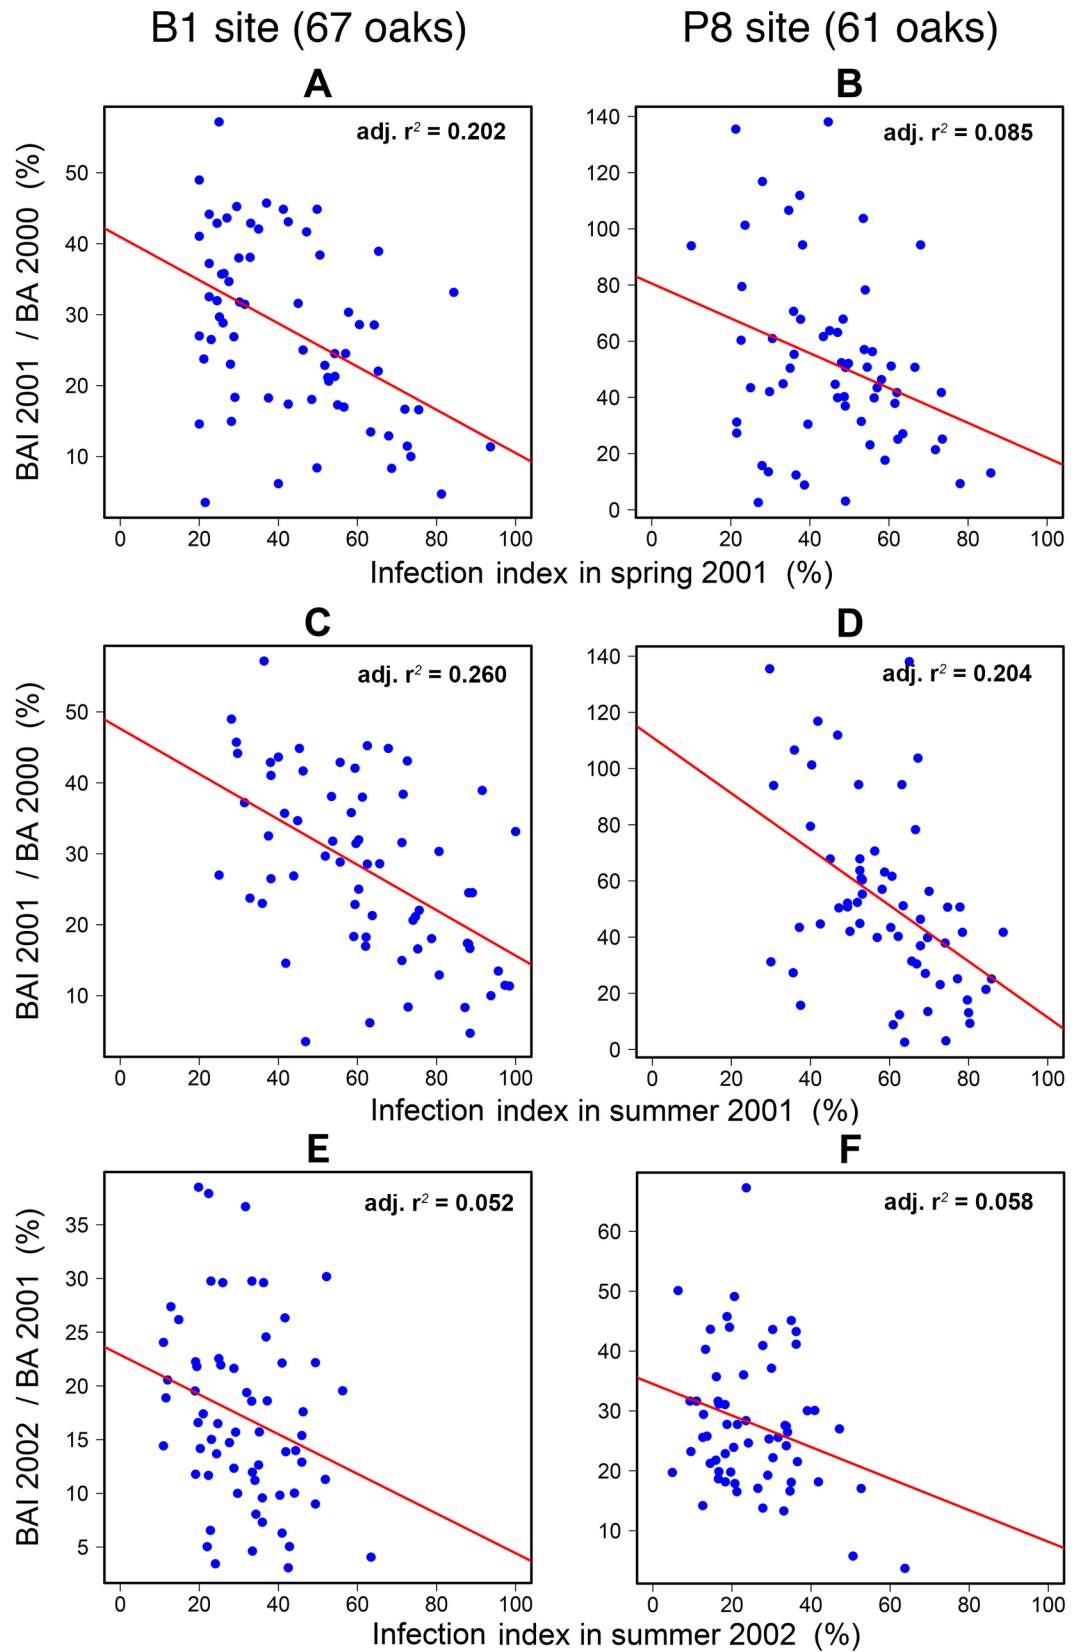 B1 site (67 oaks)
P8 site (61 oaks)
A
B
BAI 2001 / BA 2000 (%)
adj. r² = 0.202
50
40
30
20
10
0 20 40 60 80 100
adj. r² = 0.085
140
120
100
80
60
40
20
0
0 20 40 60 80 100
Infection index in spring 2001 (%)
C
D
BAI 2001 / BA 2000 (%)
adj. r² = 0.260
50
40
30
20
10
0 20 40 60 80 100
adj. r² = 0.204
140
120
100
80
60
40
20
0
0 20 40 60 80 100
Infection index in summer 2001 (%)
E
F
BAI 2002 / BA 2001 (%)
adj. r² = 0.052
35
30
25
20
15
10
5
0 20 40 60 80 100
adj. r² = 0.058
60
50
40
30
20
10
0 20 40 60 80 100
Infection index in summer 2002 (%)